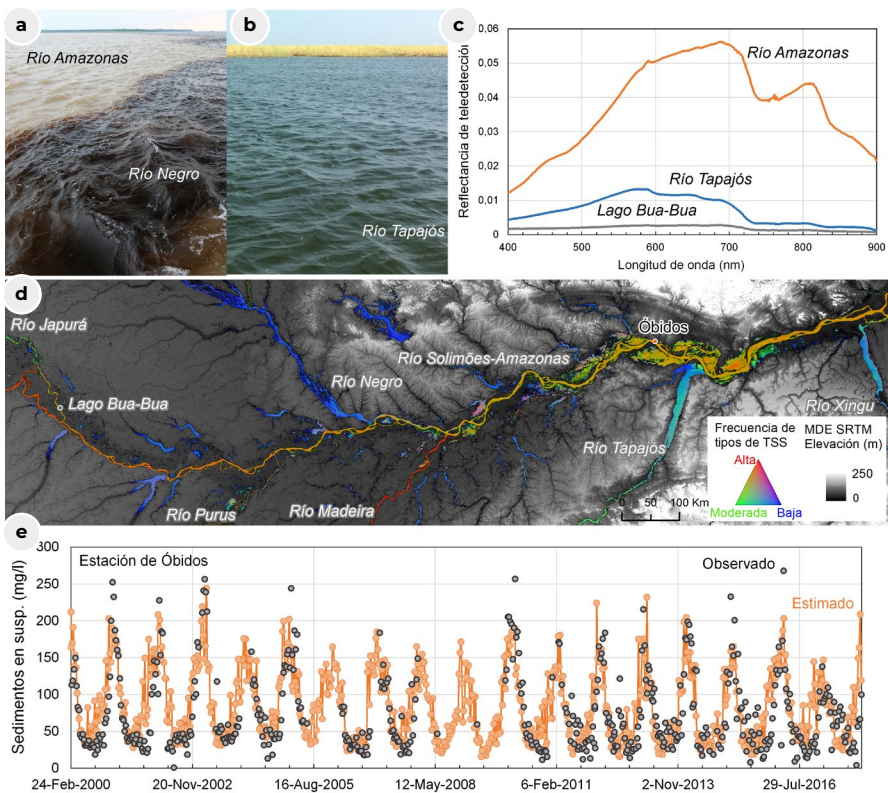 a
Río Amazonas
Río Negro
b
Río Tapajós
c
Reflectancia de teledetección
0,06
0,05
0,04
0,03
0,02
0,01
0
400
500
600
700
800
900
Longitud de onda (nm)
Río Amazonas
Río Tapajós
Lago Bua-Bua
d
Río Japurá
Lago Bua-Bua
Río Negro
Río Solimões-Amazonas
Óbidos
Río Purus
Río Madeira
Río Tapajós
Río Xingu
0 50 100 Km
Frecuencia de
tipos de TSS
Alta
Moderada
Baja
MDE SRTM
Elevación (m)
250
0
e
Sedimentos en susp. (mg/l)
300
250
200
150
100
50
0
Estación de Óbidos
Observado
Estimado
24-Feb-2000
20-Nov-2002
16-Aug-2005
12-May-2008
6-Feb-2011
2-Nov-2013
29-Jul-2016